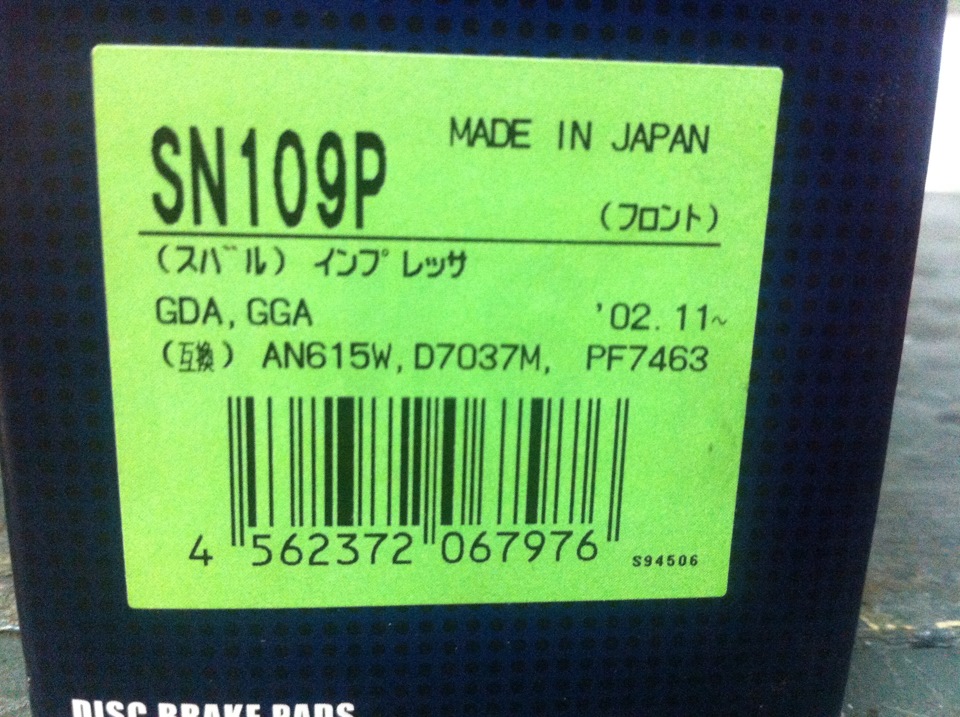 SN109P MADE IN JAPAN
(フロント)
(スバル) インプレッサ
GDA, GGA '02. 11~
(互換) AN615W, D7037M, PF7463
4 562372 067976 S94506
DISC BRAKE PADS